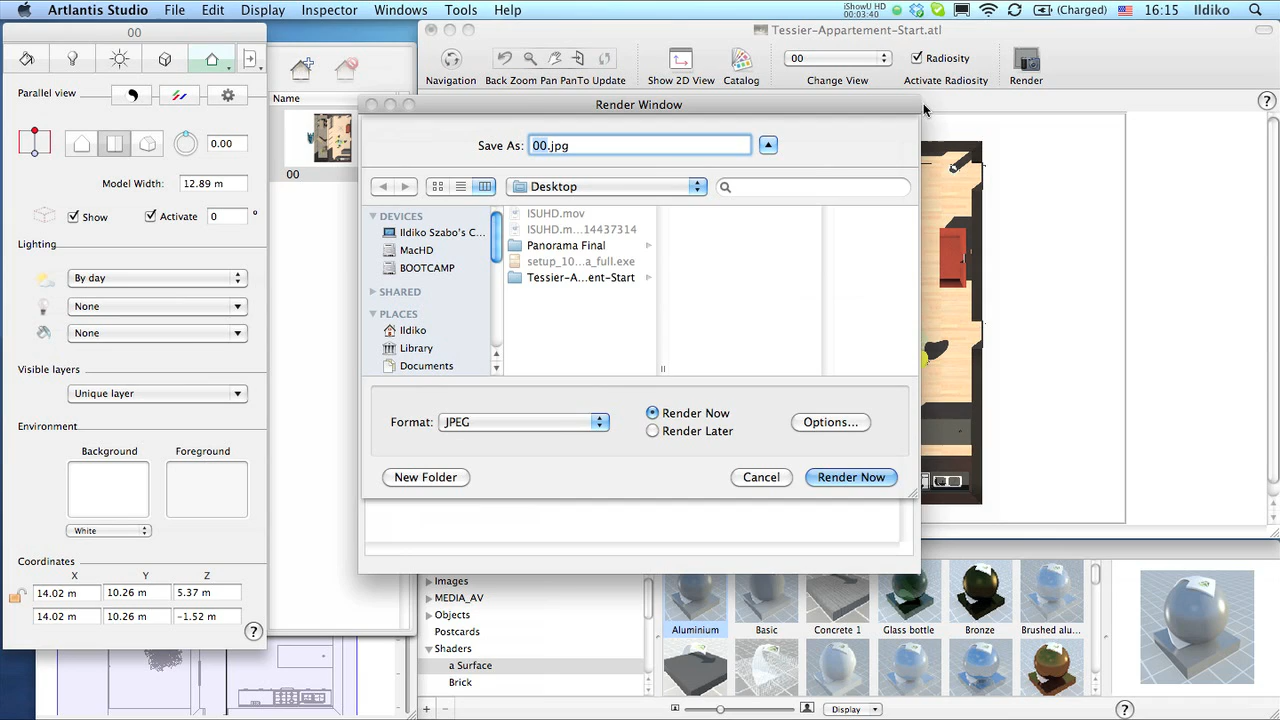 Artlantis Studio File Edit Display Inspector Windows Tools Help iShowU HD 00:03:40 (Charged) 16:15 Ildiko
00
Parallel view
0.00
Model Width: 12.89 m
Show Activate 0 °
Lighting
By day
None
None
Visible layers
Unique layer
Environment
Background Foreground
White
Coordinates
X Y Z
14.02 m 10.26 m 5.37 m
14.02 m 10.26 m -1.52 m
?
Name
00
Tessier-Appartement-Start.atl
00 Radiosity
Navigation Back Zoom Pan PanTo Update Show 2D View Catalog Change View Activate Radiosity Render
?
Render Window
Save As: 00.jpg
Desktop
DEVICES
Ildiko Szabo's C...
MacHD
BOOTCAMP
SHARED
PLACES
Ildiko
Library
Documents
ISUHD.mov
ISUHD.m...14437314
Panorama Final
setup_10...a_full.exe
Tessier-A...ent-Start
Format: JPEG
Render Now
Render Later
Options...
New Folder Cancel Render Now
Images
MEDIA_AV
Objects
Postcards
Shaders
a Surface
Brick
Aluminium Basic Concrete 1 Glass bottle Bronze Brushed alu...
+ − Display ?